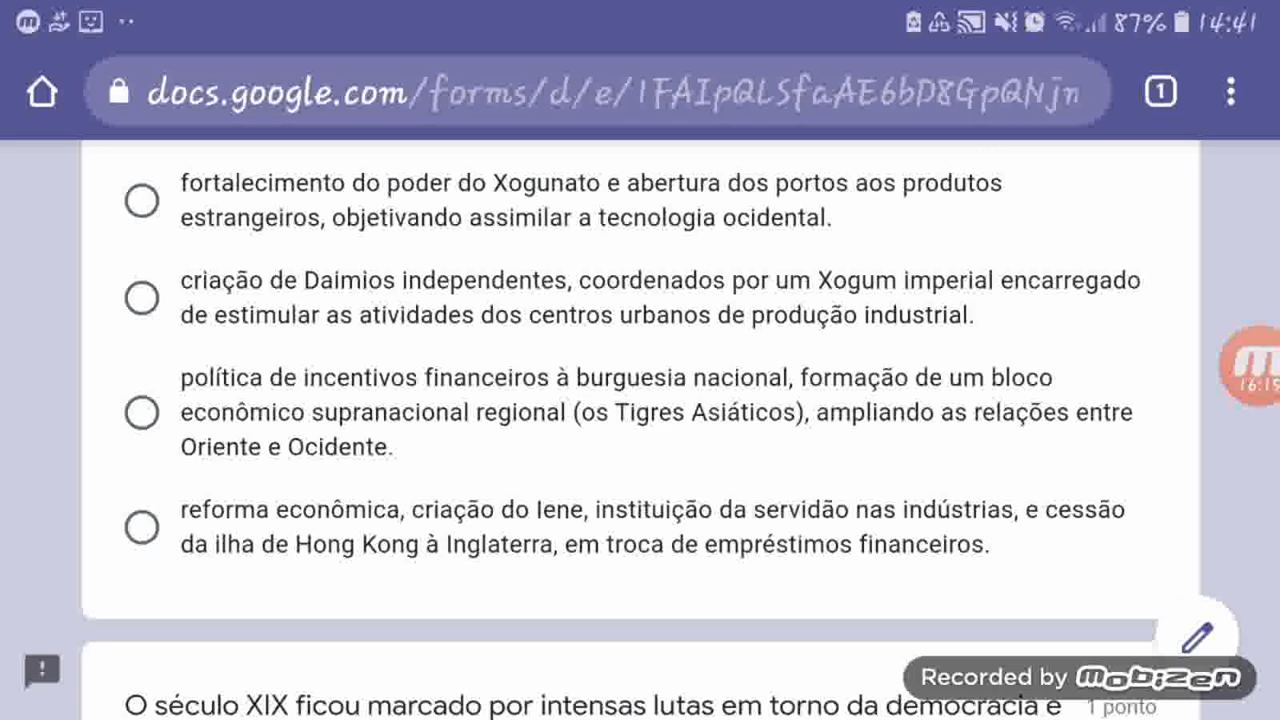 87% 14:41
docs.google.com/forms/d/e/1FAIpQLSfaAE6bD8GpQNjn
1
fortalecimento do poder do Xogunato e abertura dos portos aos produtos
estrangeiros, objetivando assimilar a tecnologia ocidental.
criação de Daimios independentes, coordenados por um Xogum imperial encarregado
de estimular as atividades dos centros urbanos de produção industrial.
política de incentivos financeiros à burguesia nacional, formação de um bloco
econômico supranacional regional (os Tigres Asiáticos), ampliando as relações entre
Oriente e Ocidente.
16:19
reforma econômica, criação do Iene, instituição da servidão nas indústrias, e cessão
da ilha de Hong Kong à Inglaterra, em troca de empréstimos financeiros.
Recorded by mobizen
O século XIX ficou marcado por intensas lutas em torno da democracia e 1 ponto